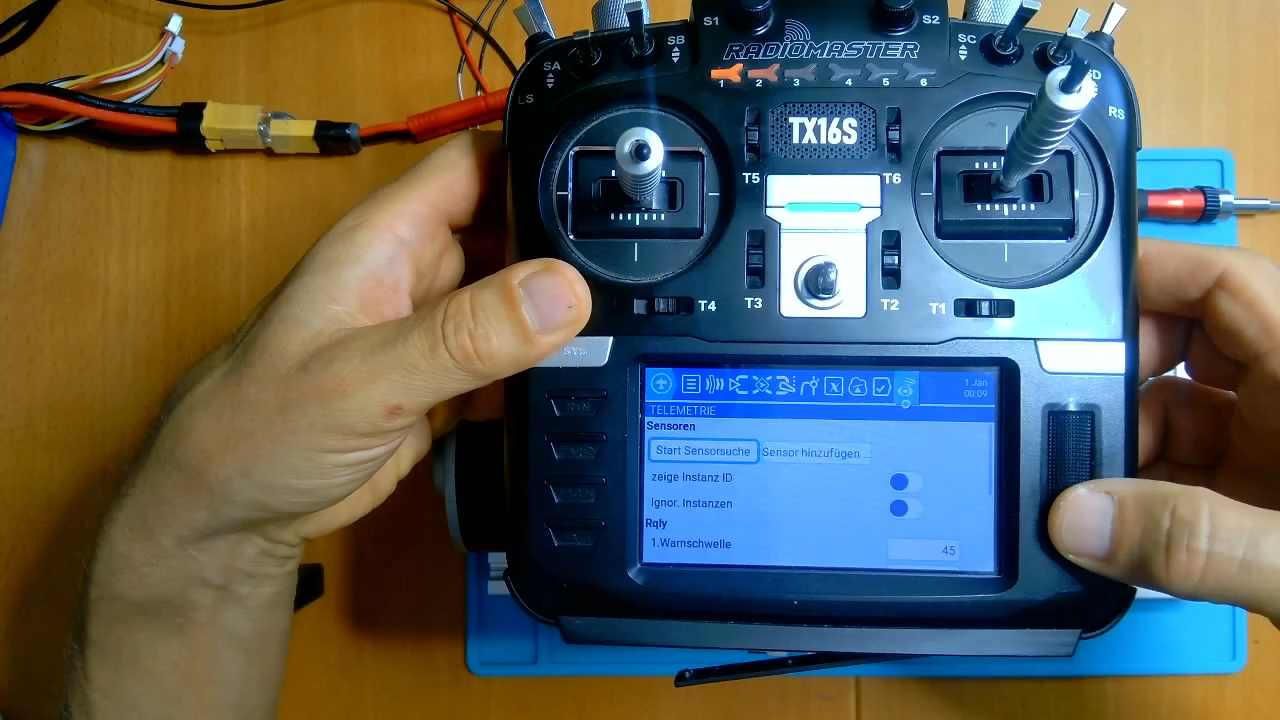 S1
S2
SB
SC
SA
RADIOMASTER
LS
1 2 3 4 5 6
RS
TX16S
T5
T6
T3
T2
T4
T1
SYS
1 Jan
00:09
TELEMETRIE
Sensoren
Start Sensorsuche
Sensor hinzufügen ...
zeige Instanz ID
Ignor. Instanzen
Rqly
1.Warnschwelle
45